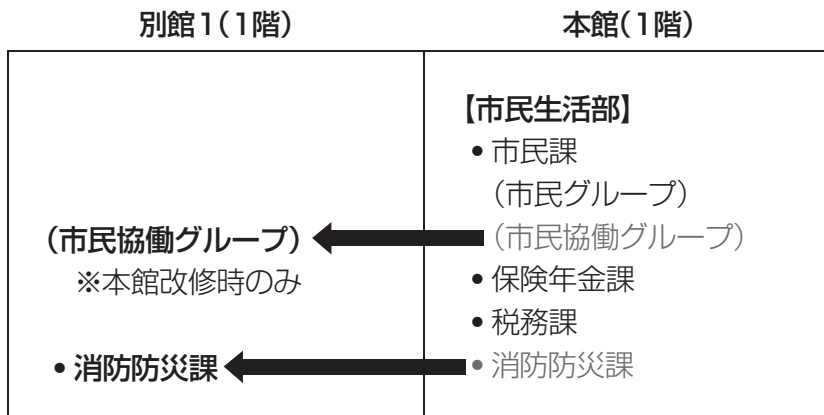 別館1(1階)
本館(1階)
(市民協働グループ)
※本館改修時のみ
•消防防災課
【市民生活部】
•市民課
(市民グループ)
(市民協働グループ)
•保険年金課
•税務課
•消防防災課